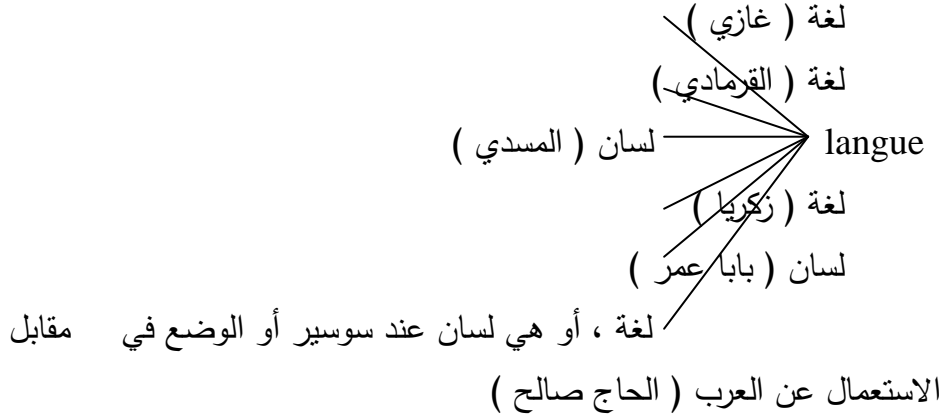 لغة ( غازي )
لغة ( القرمادي )
langue لسان ( المسدي )
لغة ( زكريا )
لسان ( بابا عمر )
لغة ، أو هي لسان عند سوسير أو الوضع في مقابل
الاستعمال عن العرب ( الحاج صالح )